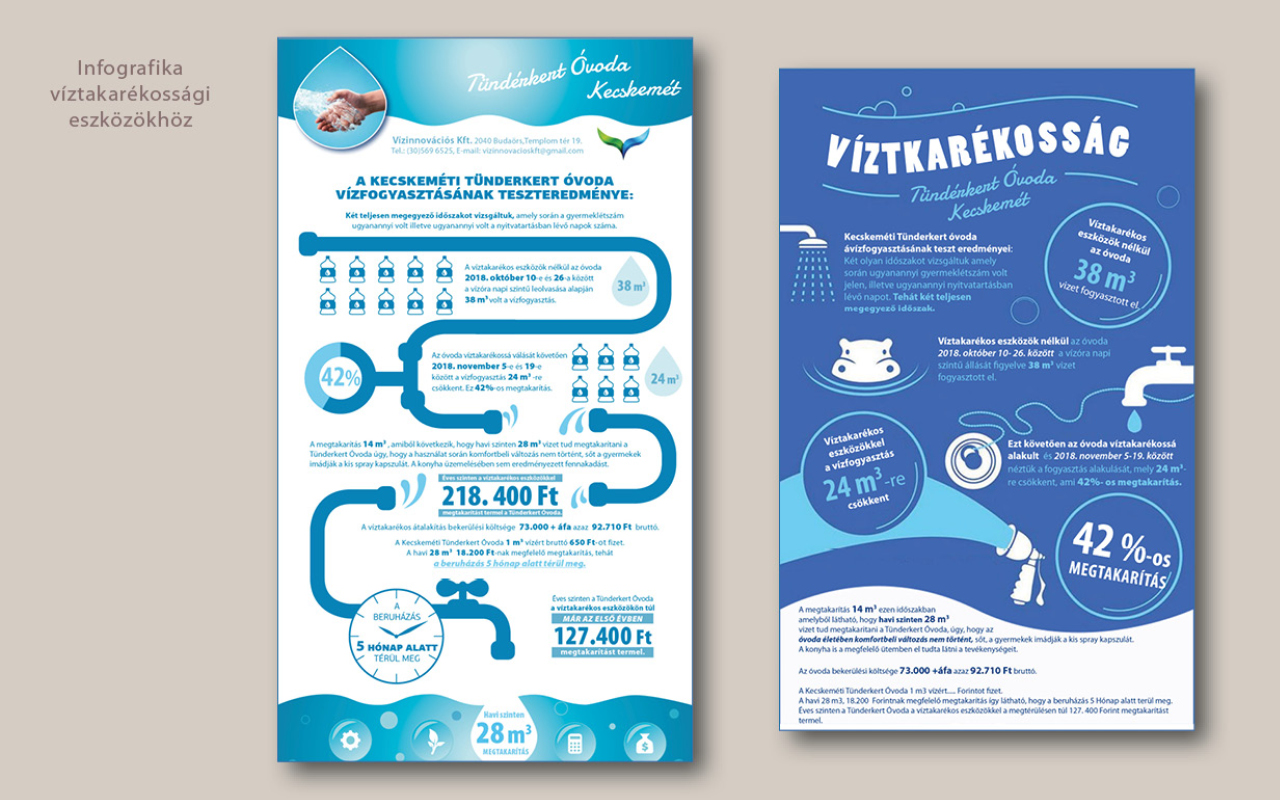 Infografika
víztakarékossági
eszközökhöz
Tündérkert Óvoda
Kecskemét
Vízinnovációs Kft. 2040 Budaörs,Templom tér 19.
Tel.: (30)569 6525, E-mail: vizinnovacioskft@gmail.com
A KECSKEMÉTI TÜNDERKERT ÓVODA
VÍZFOGYASZTÁSÁNAK TESZTEREDMÉNYE:
Két teljesen megegyező időszakot vizsgáltuk, amely során a gyermeklétszám
ugyanannyi volt illetve ugyanannyi volt a nyitvatartásban lévő napok száma.
A víztakarékos eszközök nélkül az óvoda
2018. október 10-e és 26-a között
a vízóra napi szintű leolvasása alapján
38 m³ volt a vízfogyasztás.
38 m³
42%
Az óvoda víztakarékossá válását követően
2018. november 5-e és 19-e
között a vízfogyasztás 24 m³ -re
csökkent. Ez 42%-os megtakarítás.
24 m³
A megtakarítás 14 m³ , amiből következik, hogy havi szinten 28 m³ vizet tud megtakarítani a
Tünderkert Óvoda úgy, hogy a használat során komfortbeli változás nem történt, sőt a gyermekek
imádják a kis spray kapszulát. A konyha üzemelésében sem eredményezett fennakadást.
Éves szinten a víztakarékos eszközökkel
218. 400 Ft
megtakarítást termel a Tünderkert Óvoda.
A víztakarékos átalakítás bekerülési költsége 73.000 + áfa azaz 92.710 Ft bruttó.
A Kecskeméti Tünderkert Óvoda 1 m³ vízért bruttó 650 Ft-ot fizet.
A havi 28 m³ 18.200 Ft-nak megfelelő megtakarítás, tehát
a beruházás 5 hónap alatt térül meg.
A
BERUHÁZÁS
5 HÓNAP ALATT
TÉRÜL MEG
Éves szinten a Tünderkert Óvoda
a víztakarékos eszközökön túl
MÁR AZ ELSŐ ÉVBEN
127.400 Ft
megtakarítást termel.
Havi szinten
28 m³
MEGTAKARÍTÁS
VÍZTKARÉKOSSÁG
Tündérkert Óvoda
Kecskemét
Kecskeméti Tünderkert óvoda
ávízfogyasztásának teszt eredményei:
Két olyan időszakot vizsgáltuk amely
során ugyanannyi gyermeklétszám volt
jelen, illetve ugyanannyi nyitvatartásban
lévő napot. Tehát két teljesen
megegyező időszak.
Víztakarékos
eszközök nélkül
az óvoda
38 m³
vizet fogyasztott el.
Víztakarékos eszközök nélkül az óvoda
2018. október 10- 26. között a vízóra napi
szintű állását figyelve 38 m³ vizet
fogyasztott el.
Víztakarékos
eszközökkel
a vízfogyasztás
24 m³-re
csökkent
Ezt követően az óvoda víztakarékossá
alakult és 2018. november 5-19. között
néztük a fogyasztás alakulását, mely 24 m³-
re csökkent, ami 42%- os megtakarítás.
42 %-os
MEGTAKARÍTÁS
A megtakarítás 14 m³ ezen időszakban
amelyből látható, hogy havi szinten 28 m³
vizet tud megtakarítani a Tünderkert Óvoda, úgy, hogy az
óvoda életében komfortbeli változás nem történt, sőt, a gyermekek imádják a kis spray kapszulát.
A konyha is a megfelelő ütemben el tudta látni a tevékenységeit.
Az óvoda bekerülési költsége 73.000 +áfa azaz 92.710 Ft bruttó.
A Kecskeméti Tünderkert Óvoda 1 m3 vízért.... Forintot fizet.
A havi 28 m3, 18.200 Forintnak megfelelő megtakarítás így látható, hogy a beruházás 5 Hónap alatt terül meg.
Éves szinten a Tünderkert Óvoda a víztakarékos eszközökkel a megtérülésen túl 127. 400 Forint megtakarítást
termel.